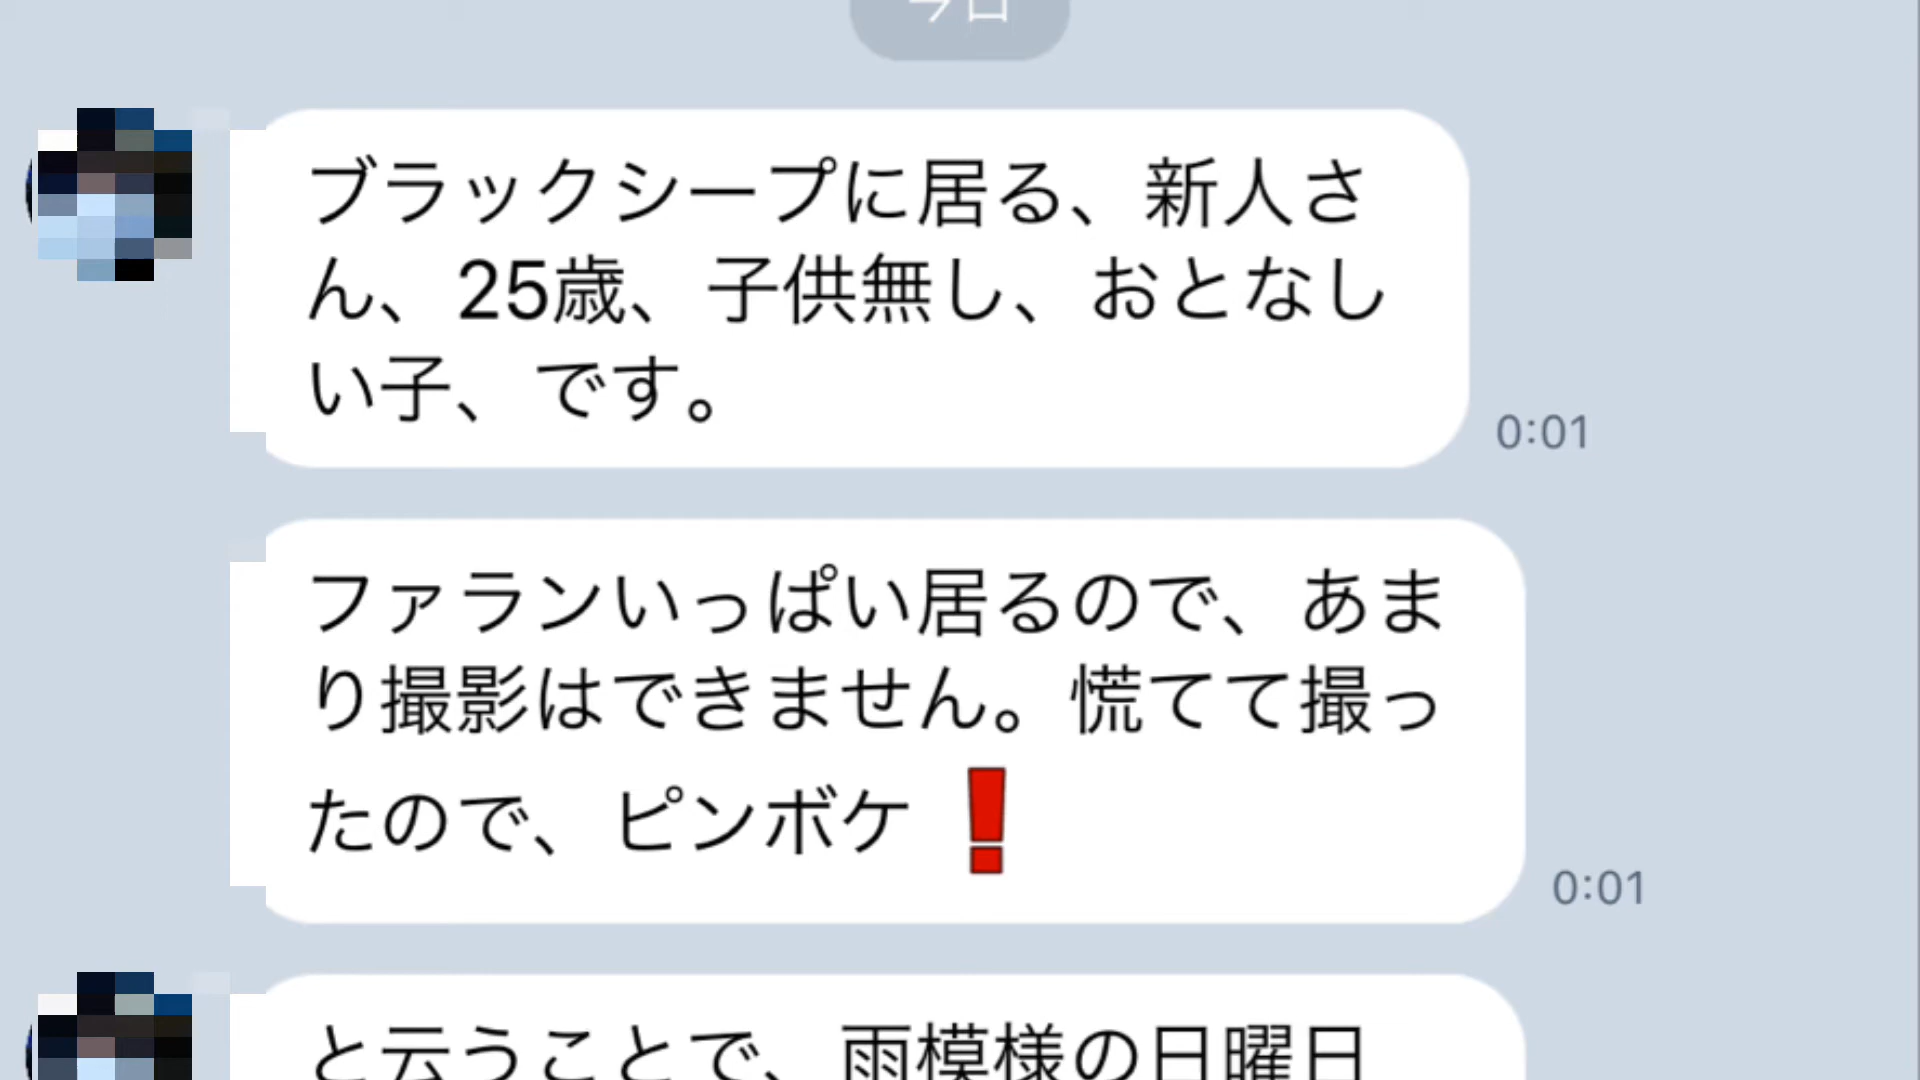 今日
ブラックシープに居る、新人さ
ん、25歳、子供無し、おとなし
い子、です。
0:01
ファランいっぱい居るので、あま
り撮影はできません。慌てて撮っ
たので、ピンボケ❗
0:01
と云うことで、雨模様の日曜日